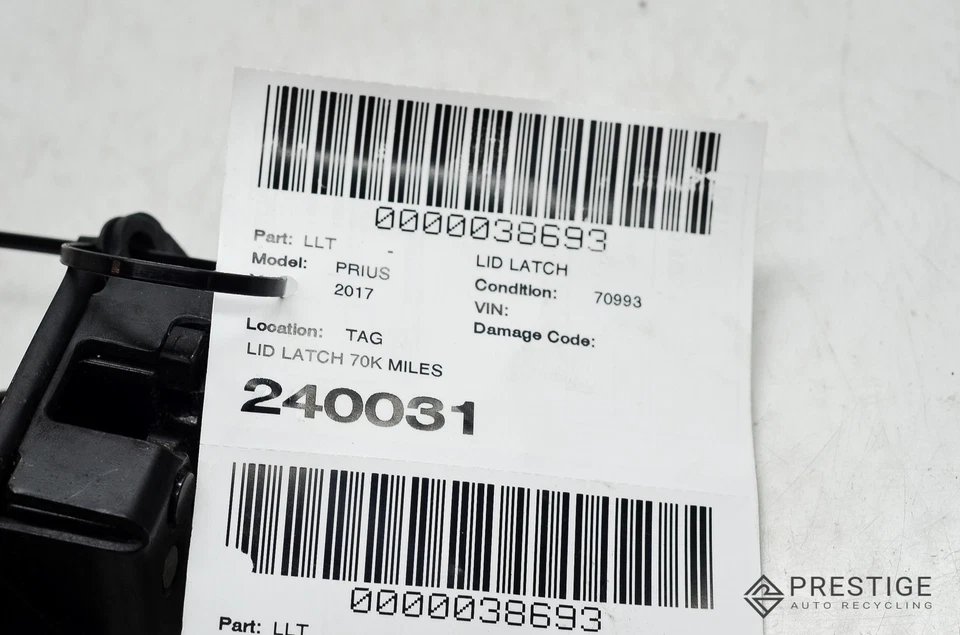 0000038693
Part: LLT - LID LATCH
Model: PRIUS Condition: 70993
2017 VIN:
Location: TAG Damage Code:
LID LATCH 70K MILES
240031
0000038693
Part: LLT
PRESTIGE
AUTO RECYCLING